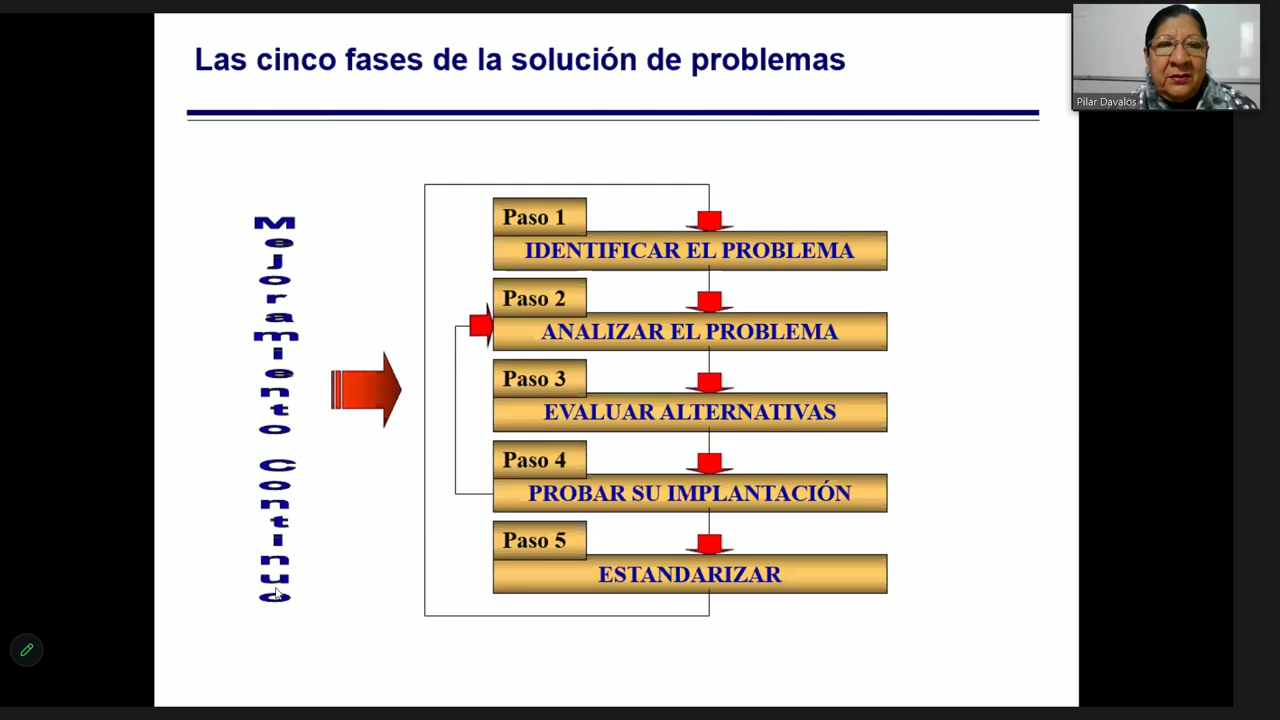 Las cinco fases de la solución de problemas
Pilar Davalos
Mejoramiento Continuo
Paso 1
IDENTIFICAR EL PROBLEMA
Paso 2
ANALIZAR EL PROBLEMA
Paso 3
EVALUAR ALTERNATIVAS
Paso 4
PROBAR SU IMPLANTACIÓN
Paso 5
ESTANDARIZAR